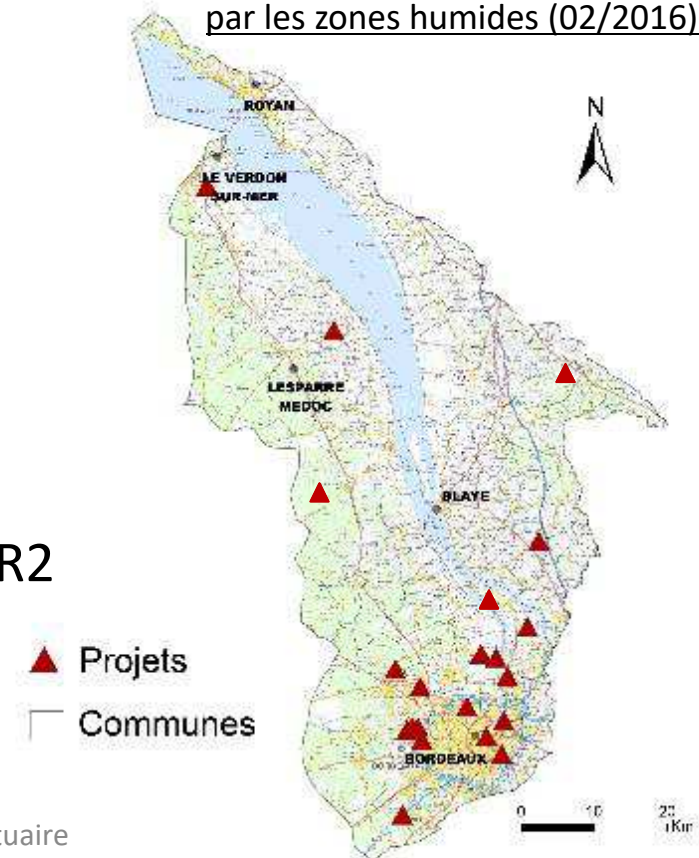 par les zones humides (02/2016)
N
ROYAN
LE VERDON
SUR-MER
LESPARRE
MEDOC
BLAYE
R2
Projets
Communes
BORDEAUX
0 10 20
Km
tuaire